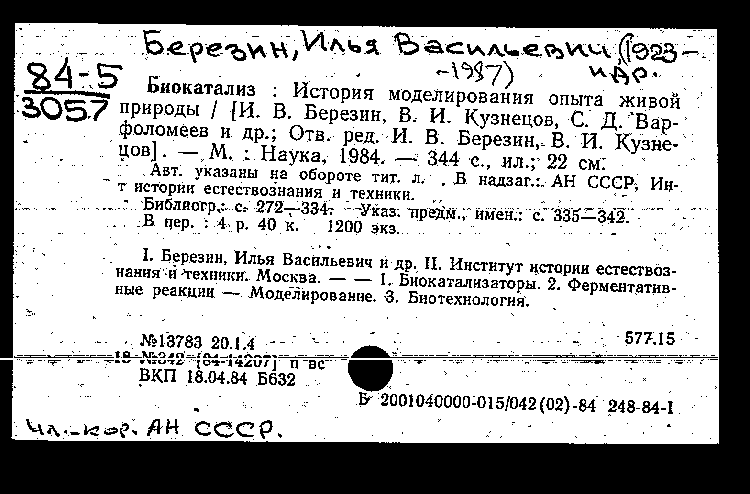 Березин, Илья Васильевич, (1923-
-1987) и др.
84-5
3057
Биокатализ : История моделирования опыта живой
природы / [И. В. Березин, В. И. Кузнецов, С. Д. Вар-
фоломеев и др.; Отв. ред. И. В. Березин, В. И. Кузне-
цов]. — М. : Наука, 1984. — 344 с., ил.; 22 см.
Авт. указаны на обороте тит. л. . В надзаг.: АН СССР, Ин-
т истории естествознания и техники.
Библиогр.: с. 272—334. Указ. предм., имен.: с. 335—342.
В пер. : 4 р. 40 к. 1200 экз.
I. Березин, Илья Васильевич и др. II. Институт истории естествоз-
нания и техники. Москва. — — 1. Биокатализаторы. 2. Ферментатив-
ные реакции — Моделирование. 3. Биотехнология.
№13783 20.1.4 577.15
18 №342 [84-14207] п вс
ВКП 18.04.84 Б632
Б 2001040000-015/042(02)-84 248-84-I
Чл.-кор. АН СССР.